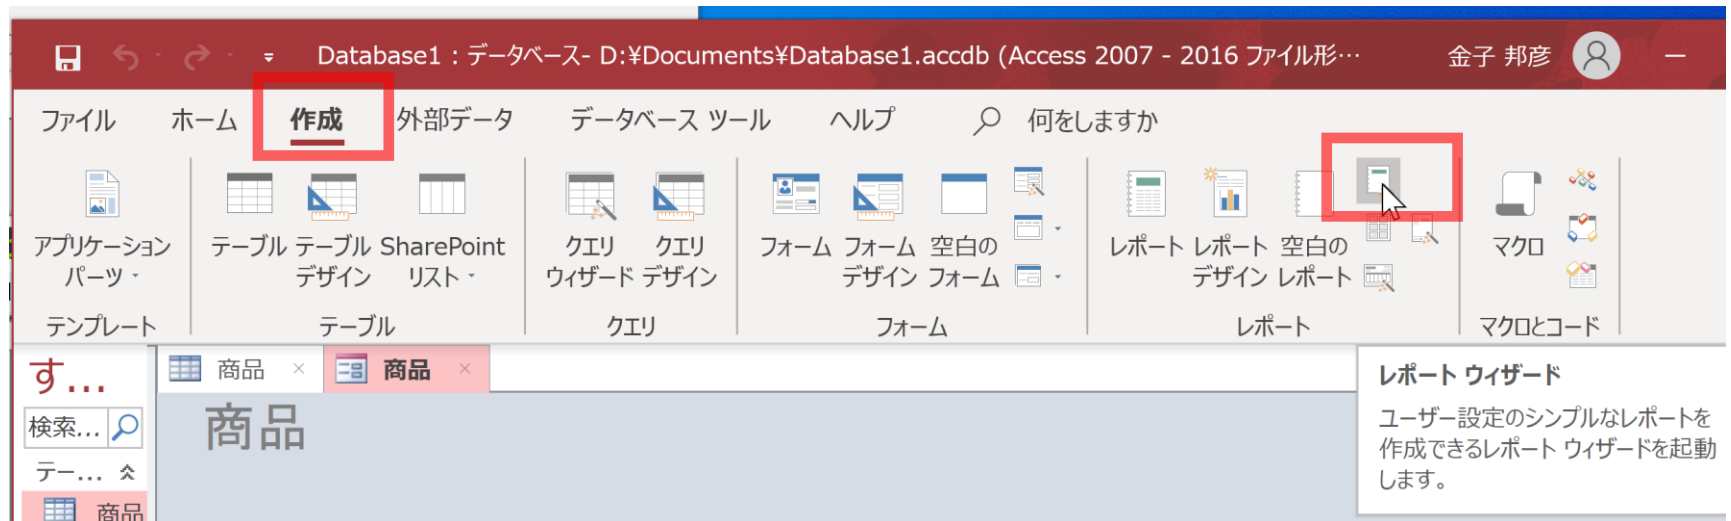 Database1 : データベース- D:¥Documents¥Database1.accdb (Access 2007 - 2016 ファイル形…
金子 邦彦
ファイル ホーム 作成 外部データ データベース ツール ヘルプ 何をしますか
アプリケーション
パーツ
テーブル
テーブル
デザイン
SharePoint
リスト
クエリ
ウィザード
クエリ
デザイン
フォーム
フォーム
デザイン
空白の
フォーム
レポート
レポート
デザイン
空白の
レポート
マクロ
テンプレート テーブル クエリ フォーム レポート マクロとコード
す...
検索...
テー...
商品
商品 × 商品 ×
商品
レポート ウィザード
ユーザー設定のシンプルなレポートを
作成できるレポート ウィザードを起動
します。